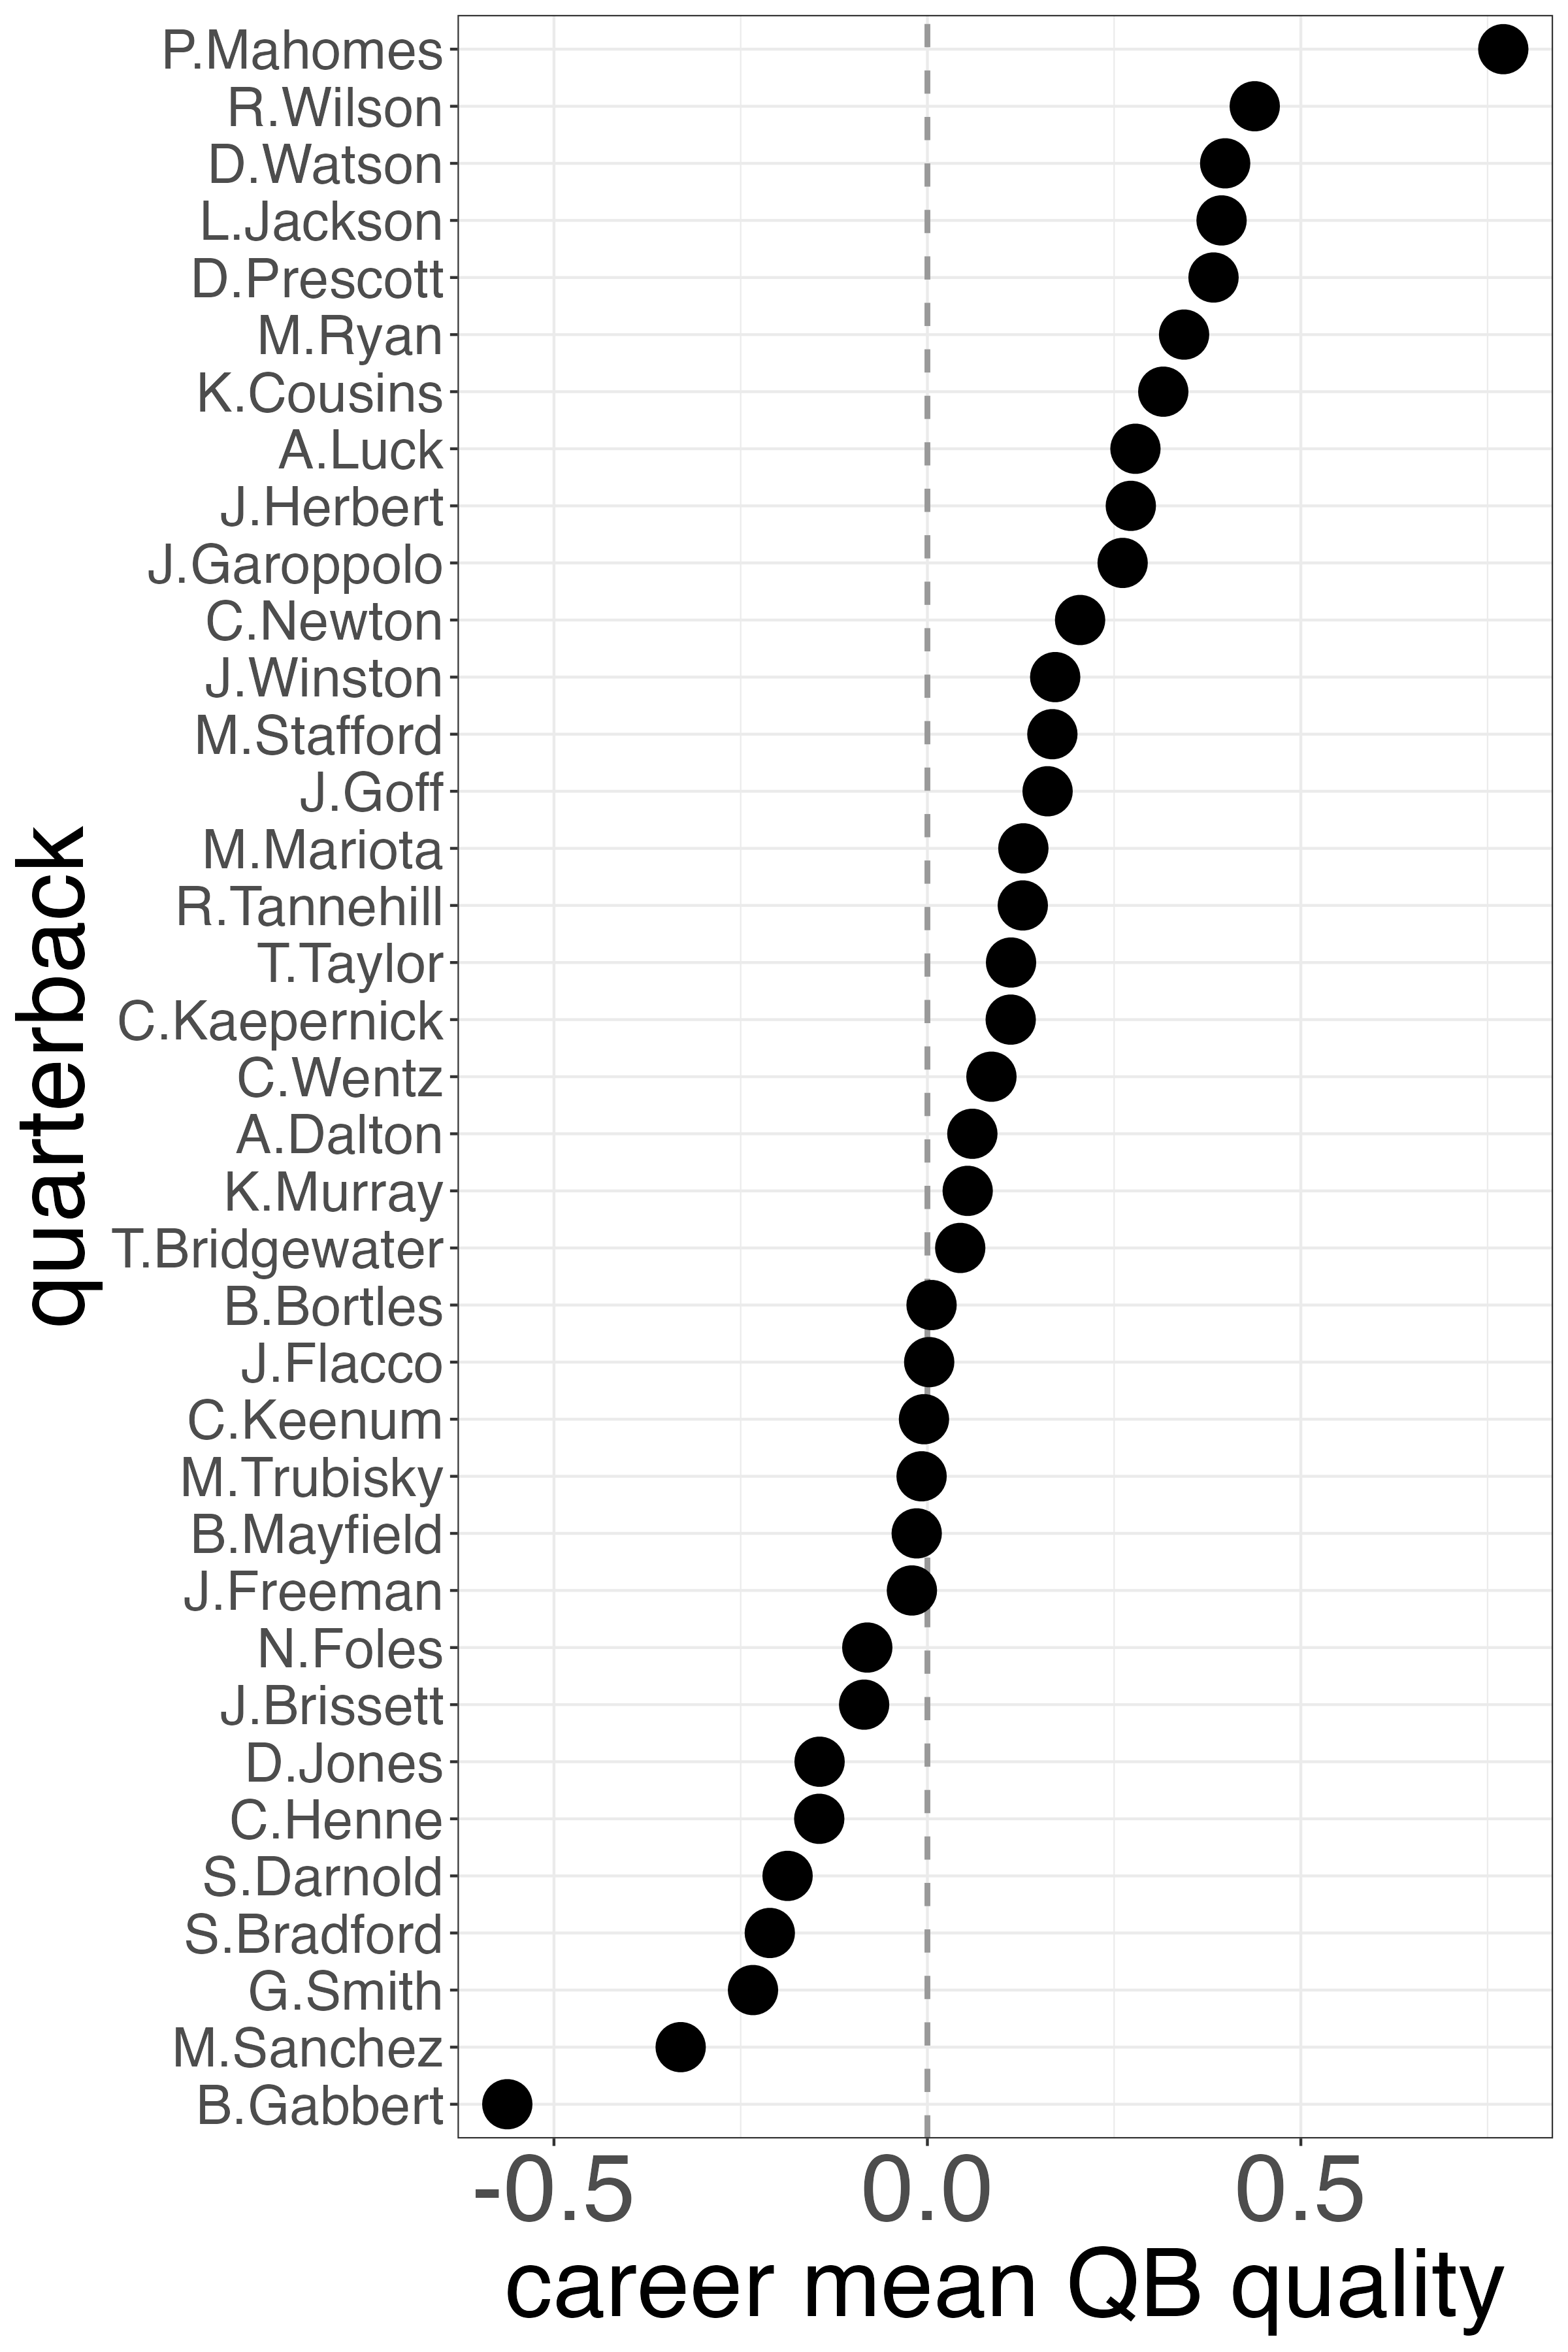 quarterback
P.Mahomes
R.Wilson
D.Watson
L.Jackson
D.Prescott
M.Ryan
K.Cousins
A.Luck
J.Herbert
J.Garoppolo
C.Newton
J.Winston
M.Stafford
J.Goff
M.Mariota
R.Tannehill
T.Taylor
C.Kaepernick
C.Wentz
A.Dalton
K.Murray
T.Bridgewater
B.Bortles
J.Flacco
C.Keenum
M.Trubisky
B.Mayfield
J.Freeman
N.Foles
J.Brissett
D.Jones
C.Henne
S.Darnold
S.Bradford
G.Smith
M.Sanchez
B.Gabbert
-0.5 0.0 0.5
career mean QB quality